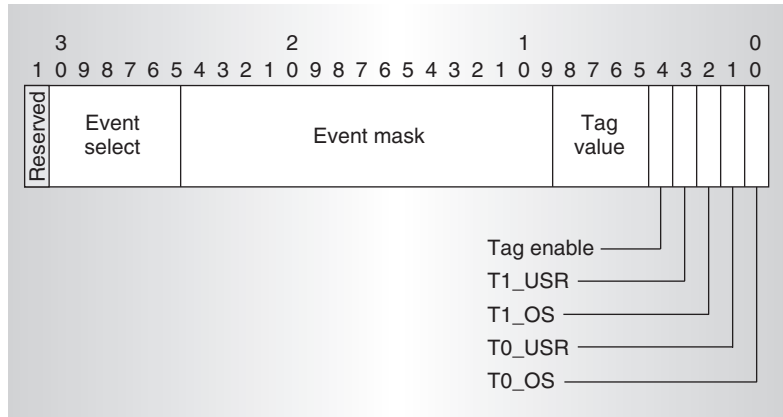 3 2 1 0
1 0 9 8 7 6 5 4 3 2 1 0 9 8 7 6 5 4 3 2 1 0 9 8 7 6 5 4 3 2 1 0
Reserved
Event
select
Event mask
Tag
value
Tag enable
T1_USR
T1_OS
T0_USR
T0_OS